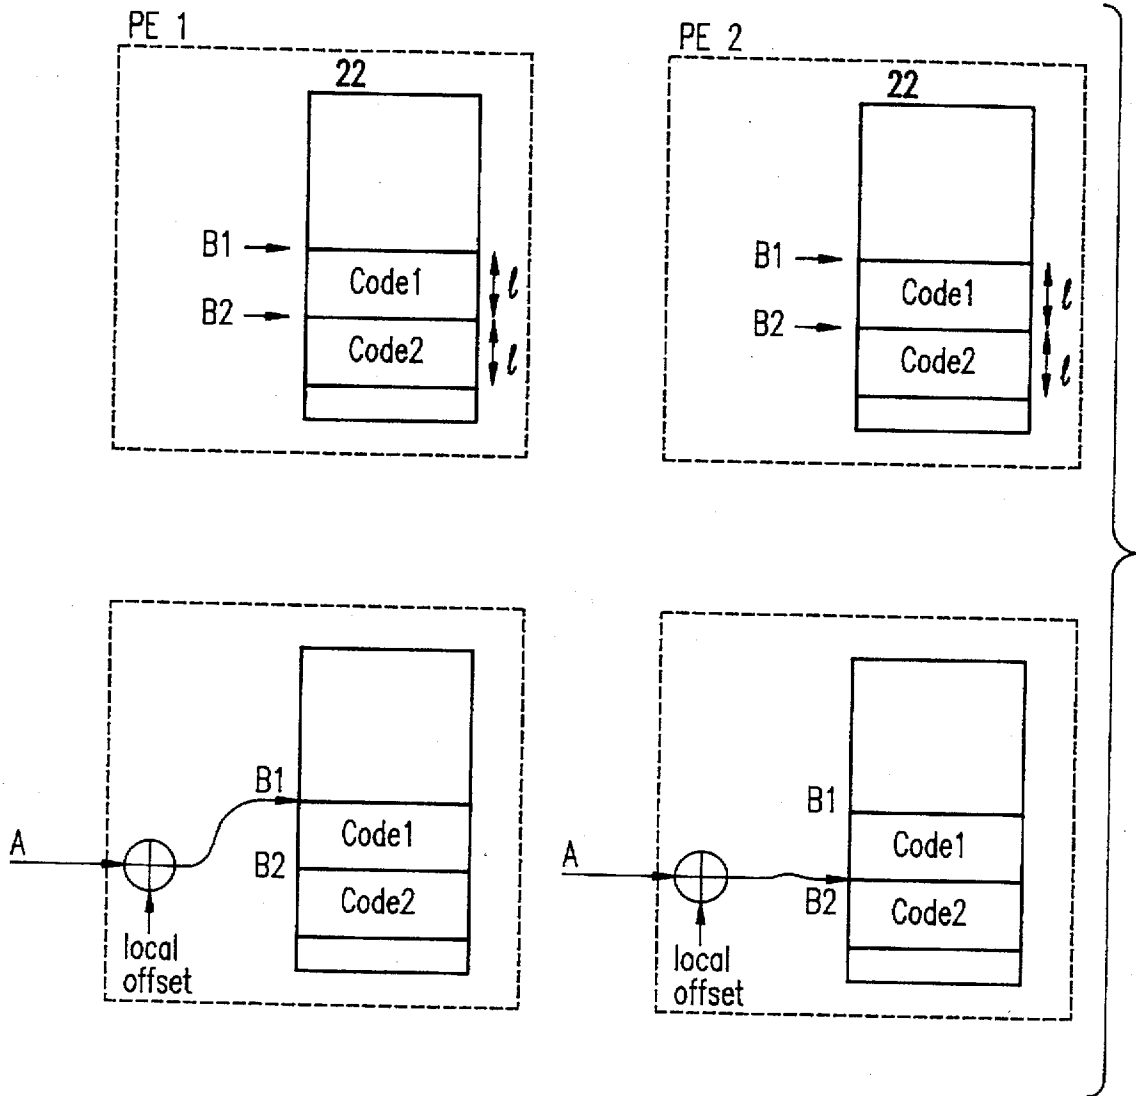 PE 1
22
B1
Code1
l
B2
Code2
l
PE 2
22
B1
Code1
l
B2
Code2
l
A
B1
Code1
B2
Code2
local
offset
A
B1
Code1
B2
Code2
local
offset